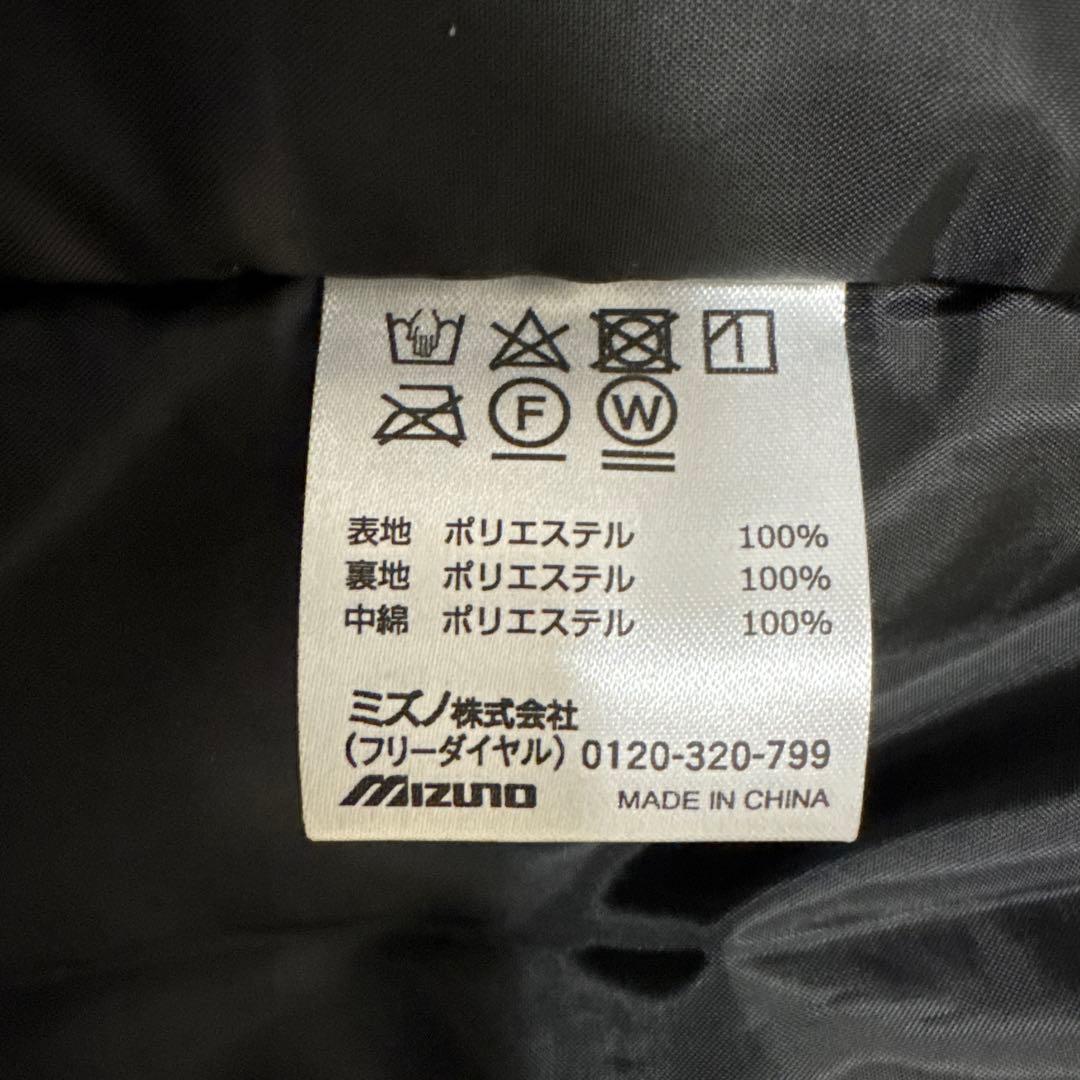 F W
表地 ポリエステル 100%
裏地 ポリエステル 100%
中綿 ポリエステル 100%
ミズノ株式会社
(フリーダイヤル) 0120-320-799
MIZUNO MADE IN CHINA